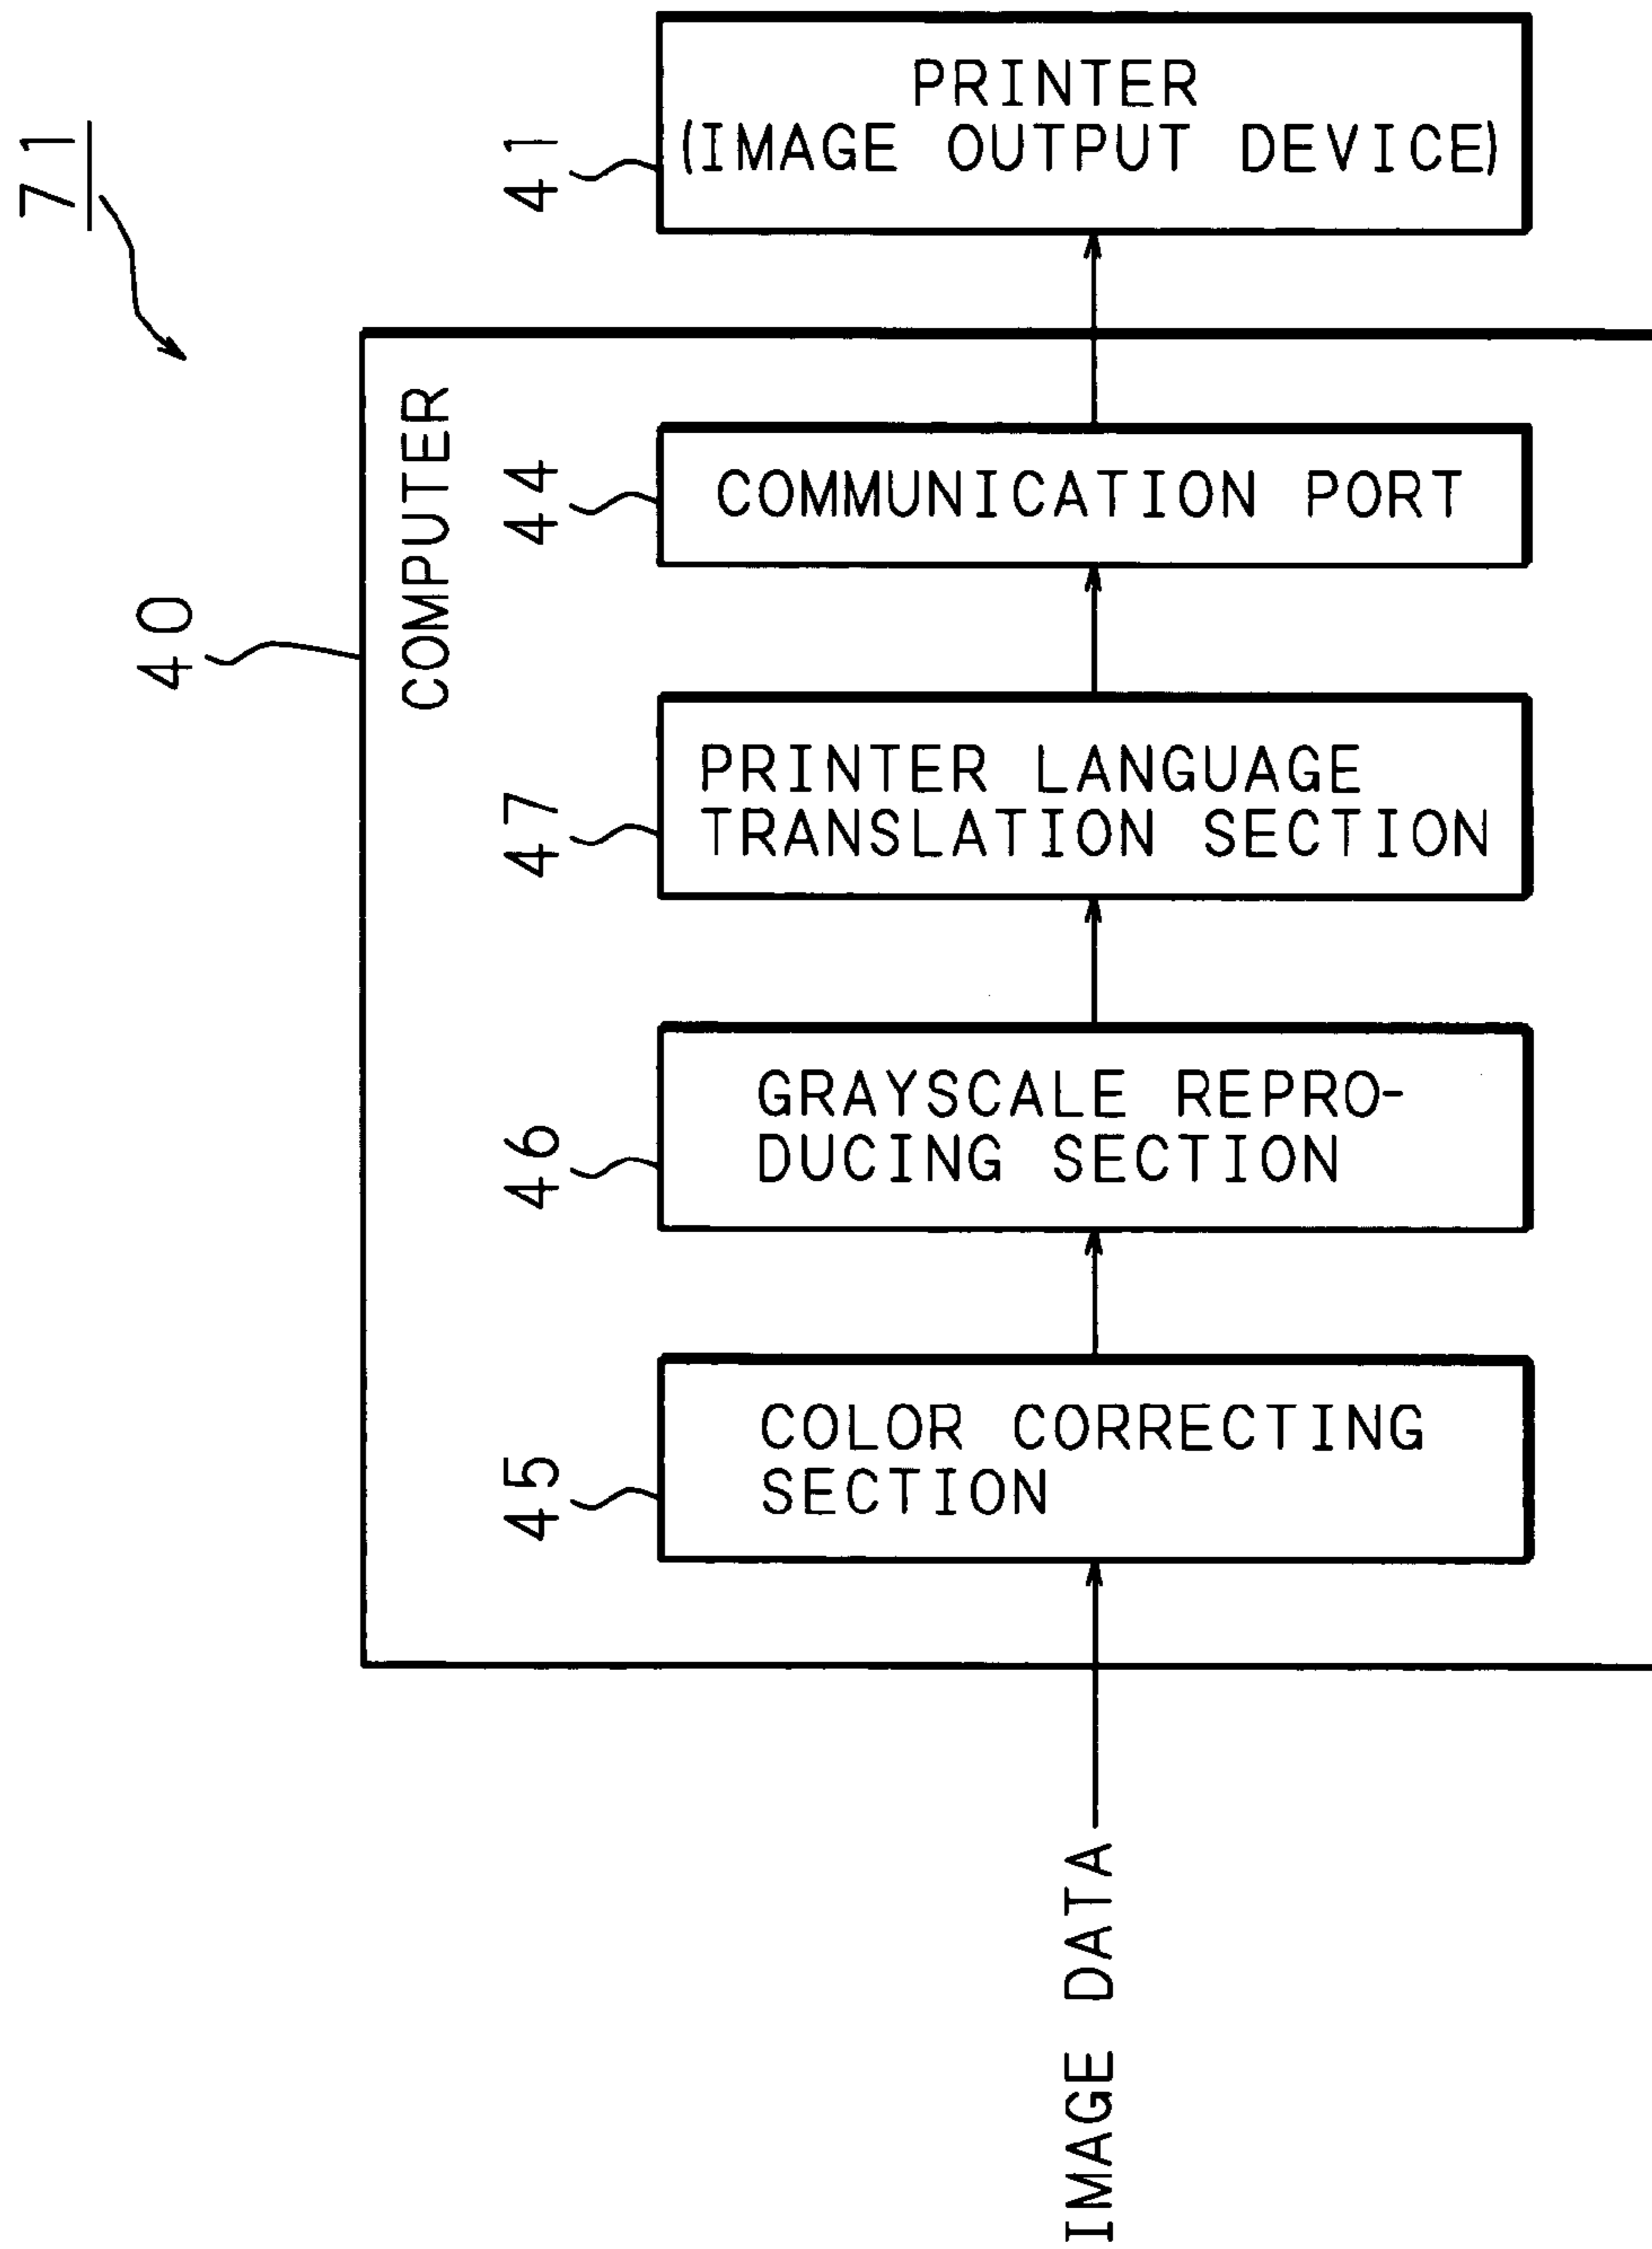 71
40
COMPUTER
IMAGE DATA
45
COLOR CORRECTING
SECTION
46
GRAYSCALE REPRO-
DUCING SECTION
47
PRINTER LANGUAGE
TRANSLATION SECTION
44
COMMUNICATION PORT
41
PRINTER
(IMAGE OUTPUT DEVICE)